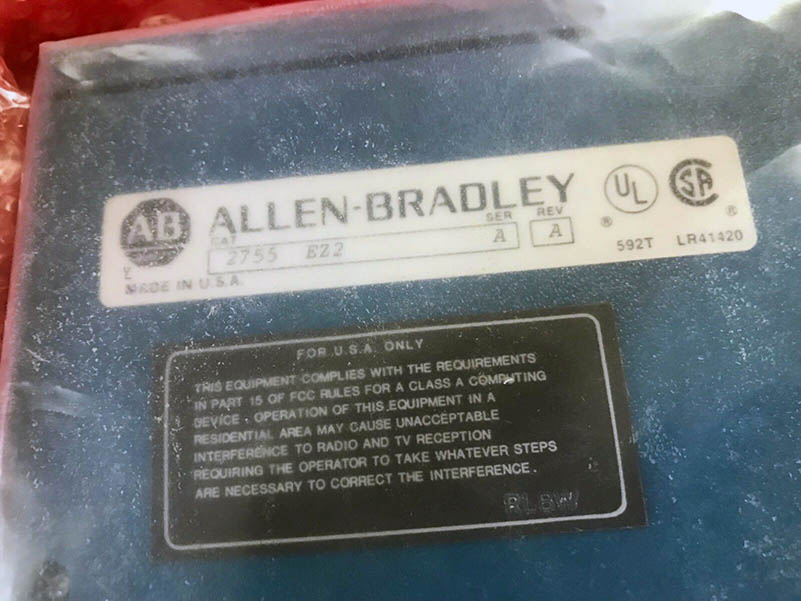 AB
ALLEN-BRADLEY
CAT SER REV
2755 EZ2 A A
MADE IN U.S.A.
UL ®
SA ®
592T LR41420
FOR U.S.A. ONLY
THIS EQUIPMENT COMPLIES WITH THE REQUIREMENTS
IN PART 15 OF FCC RULES FOR A CLASS A COMPUTING
DEVICE. OPERATION OF THIS EQUIPMENT IN A
RESIDENTIAL AREA MAY CAUSE UNACCEPTABLE
INTERFERENCE TO RADIO AND TV RECEPTION
REQUIRING THE OPERATOR TO TAKE WHATEVER STEPS
ARE NECESSARY TO CORRECT THE INTERFERENCE.